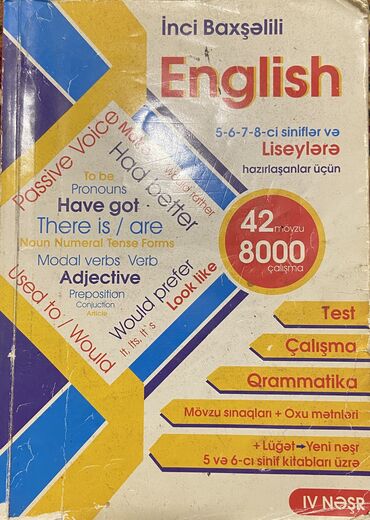 İnci Baxşəlili
English
5-6-7-8-ci siniflər və
Liseylərə
hazırlaşanlar üçün
Passive Voice
Had better
Would rather
To be
Pronouns
Have got
There is / are
Noun Numeral Tense Forms
Modal verbs Verb
Adjective
Preposition
Conjuction
Article
Used to / Would
Would prefer
Look like
It, Its, It's
42 mövzu
8000
çalışma
Test
Çalışma
Qrammatika
Mövzu sınaqları + Oxu mətnləri
+ Lüğət → Yeni nəşr
5 və 6-cı sinif kitabları üzrə
IV NƏŞR